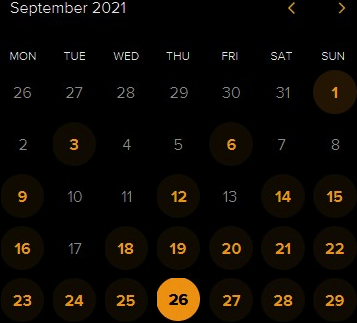 September 2021
MON TUE WED THU FRI SAT SUN
26 27 28 29 30 31 1
2 3 4 5 6 7 8
9 10 11 12 13 14 15
16 17 18 19 20 21 22
23 24 25 26 27 28 29